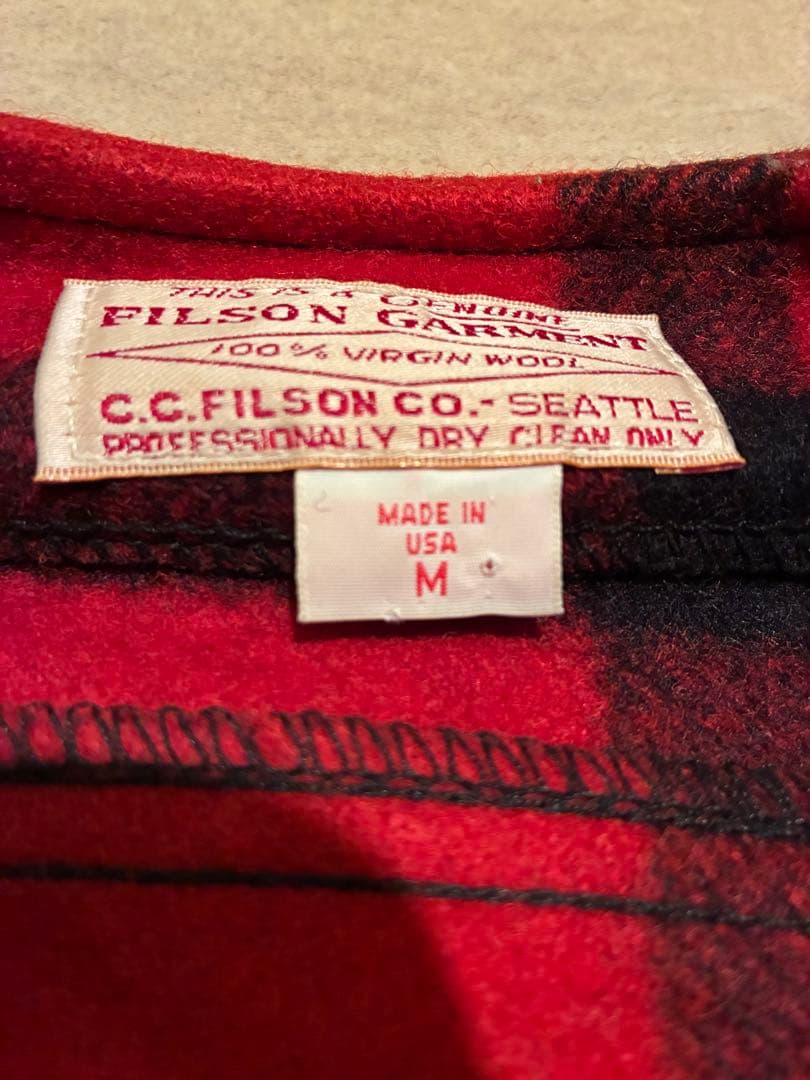 THIS IS A GENUINE
FILSON GARMENT
100% VIRGIN WOOL
C.C.FILSON CO.- SEATTLE
PROFESSIONALLY DRY CLEAN ONLY
MADE IN
USA
M